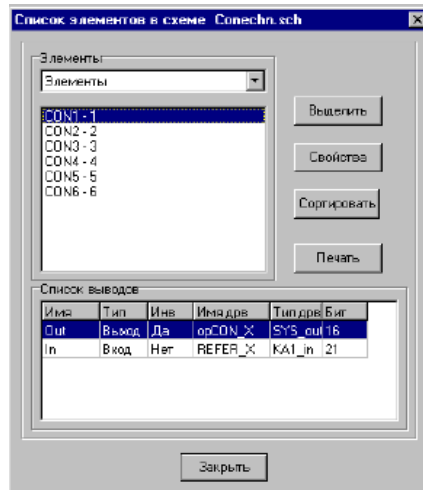 Список элементов в схеме Conechn.sch
Элементы
Элементы
CON1 - 1
CON2 - 2
CON3 - 3
CON4 - 4
CON5 - 5
CON6 - 6
Выделить
Свойства
Сортировать
Печать
Список выводов
Имя Тип Инв Имя дрв Тип дрв Бит
Out Выход Да opCON_X SYS_out 16
In Вход Нет REFER_X KA1_in 21
Закрыть